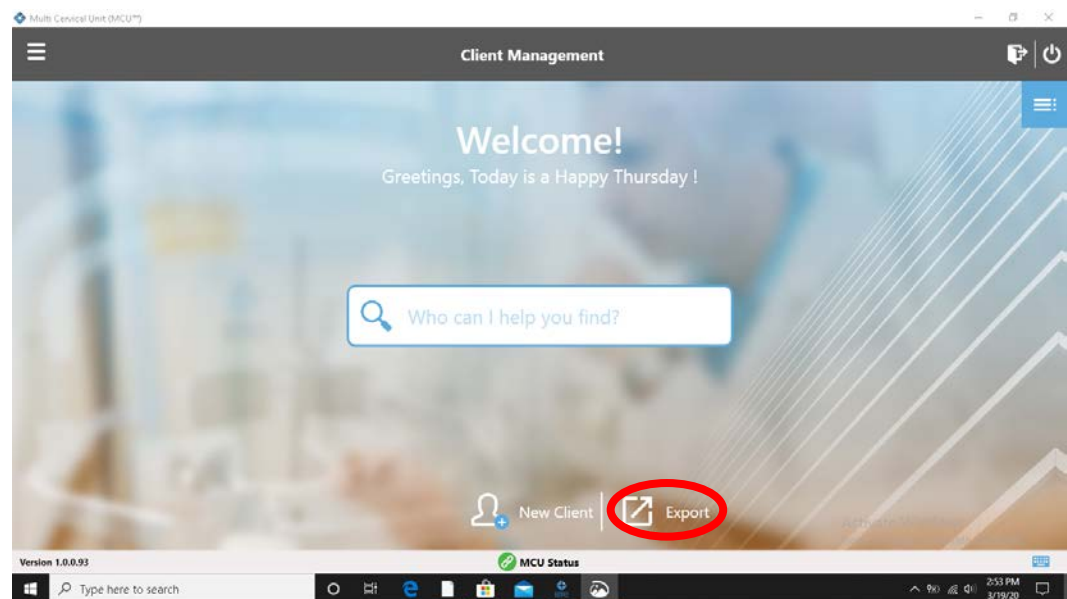 Multi Cervical Unit (MCU™)
Client Management
Welcome!
Greetings, Today is a Happy Thursday !
Who can I help you find?
New Client
Export
Version 1.0.0.93
MCU Status
Type here to search
2:53 PM
3/19/20